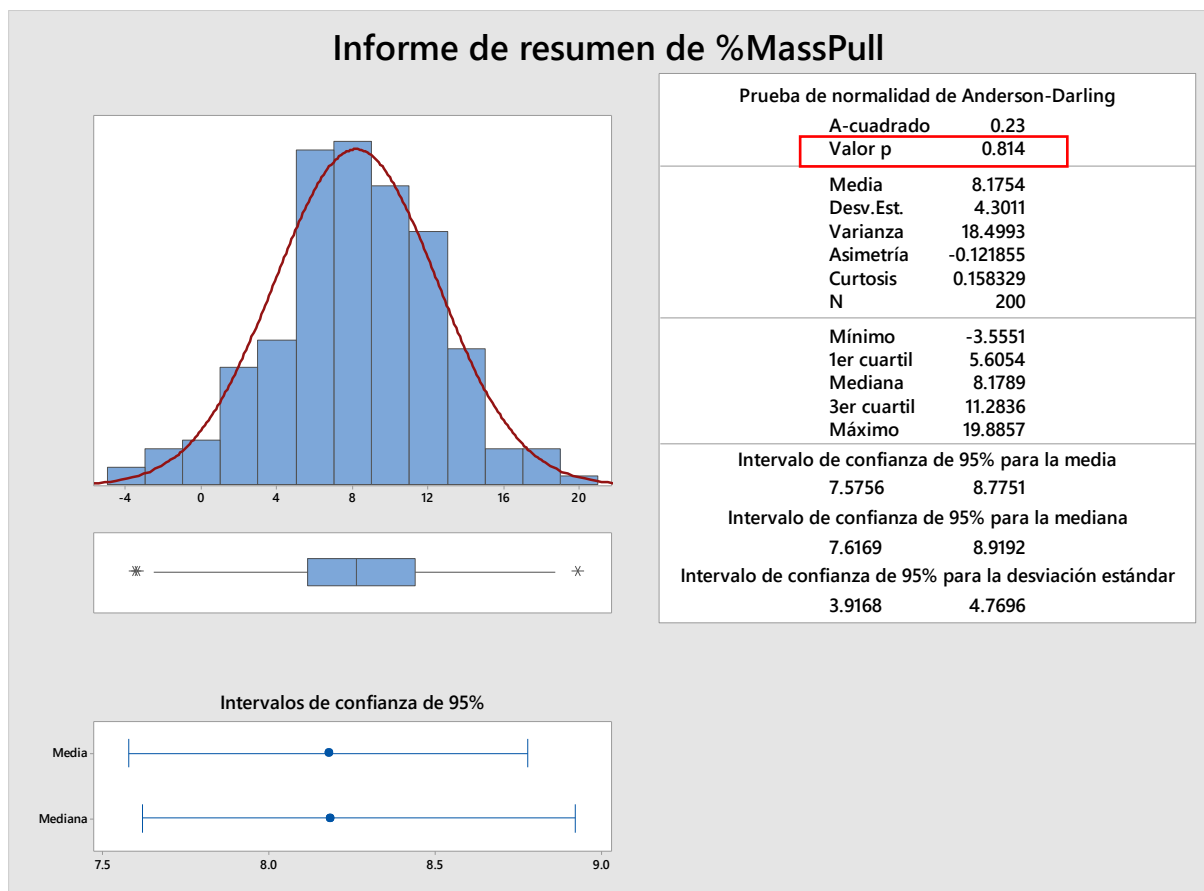 Informe de resumen de %MassPull
Prueba de normalidad de Anderson-Darling
A-cuadrado 0.23
Valor p 0.814
Media 8.1754
Desv.Est. 4.3011
Varianza 18.4993
Asimetría -0.121855
Curtosis 0.158329
N 200
Mínimo -3.5551
1er cuartil 5.6054
Mediana 8.1789
3er cuartil 11.2836
Máximo 19.8857
Intervalo de confianza de 95% para la media
7.5756 8.7751
Intervalo de confianza de 95% para la mediana
7.6169 8.9192
Intervalo de confianza de 95% para la desviación estándar
3.9168 4.7696
-4 0 4 8 12 16 20
Intervalos de confianza de 95%
Media
Mediana
7.5 8.0 8.5 9.0